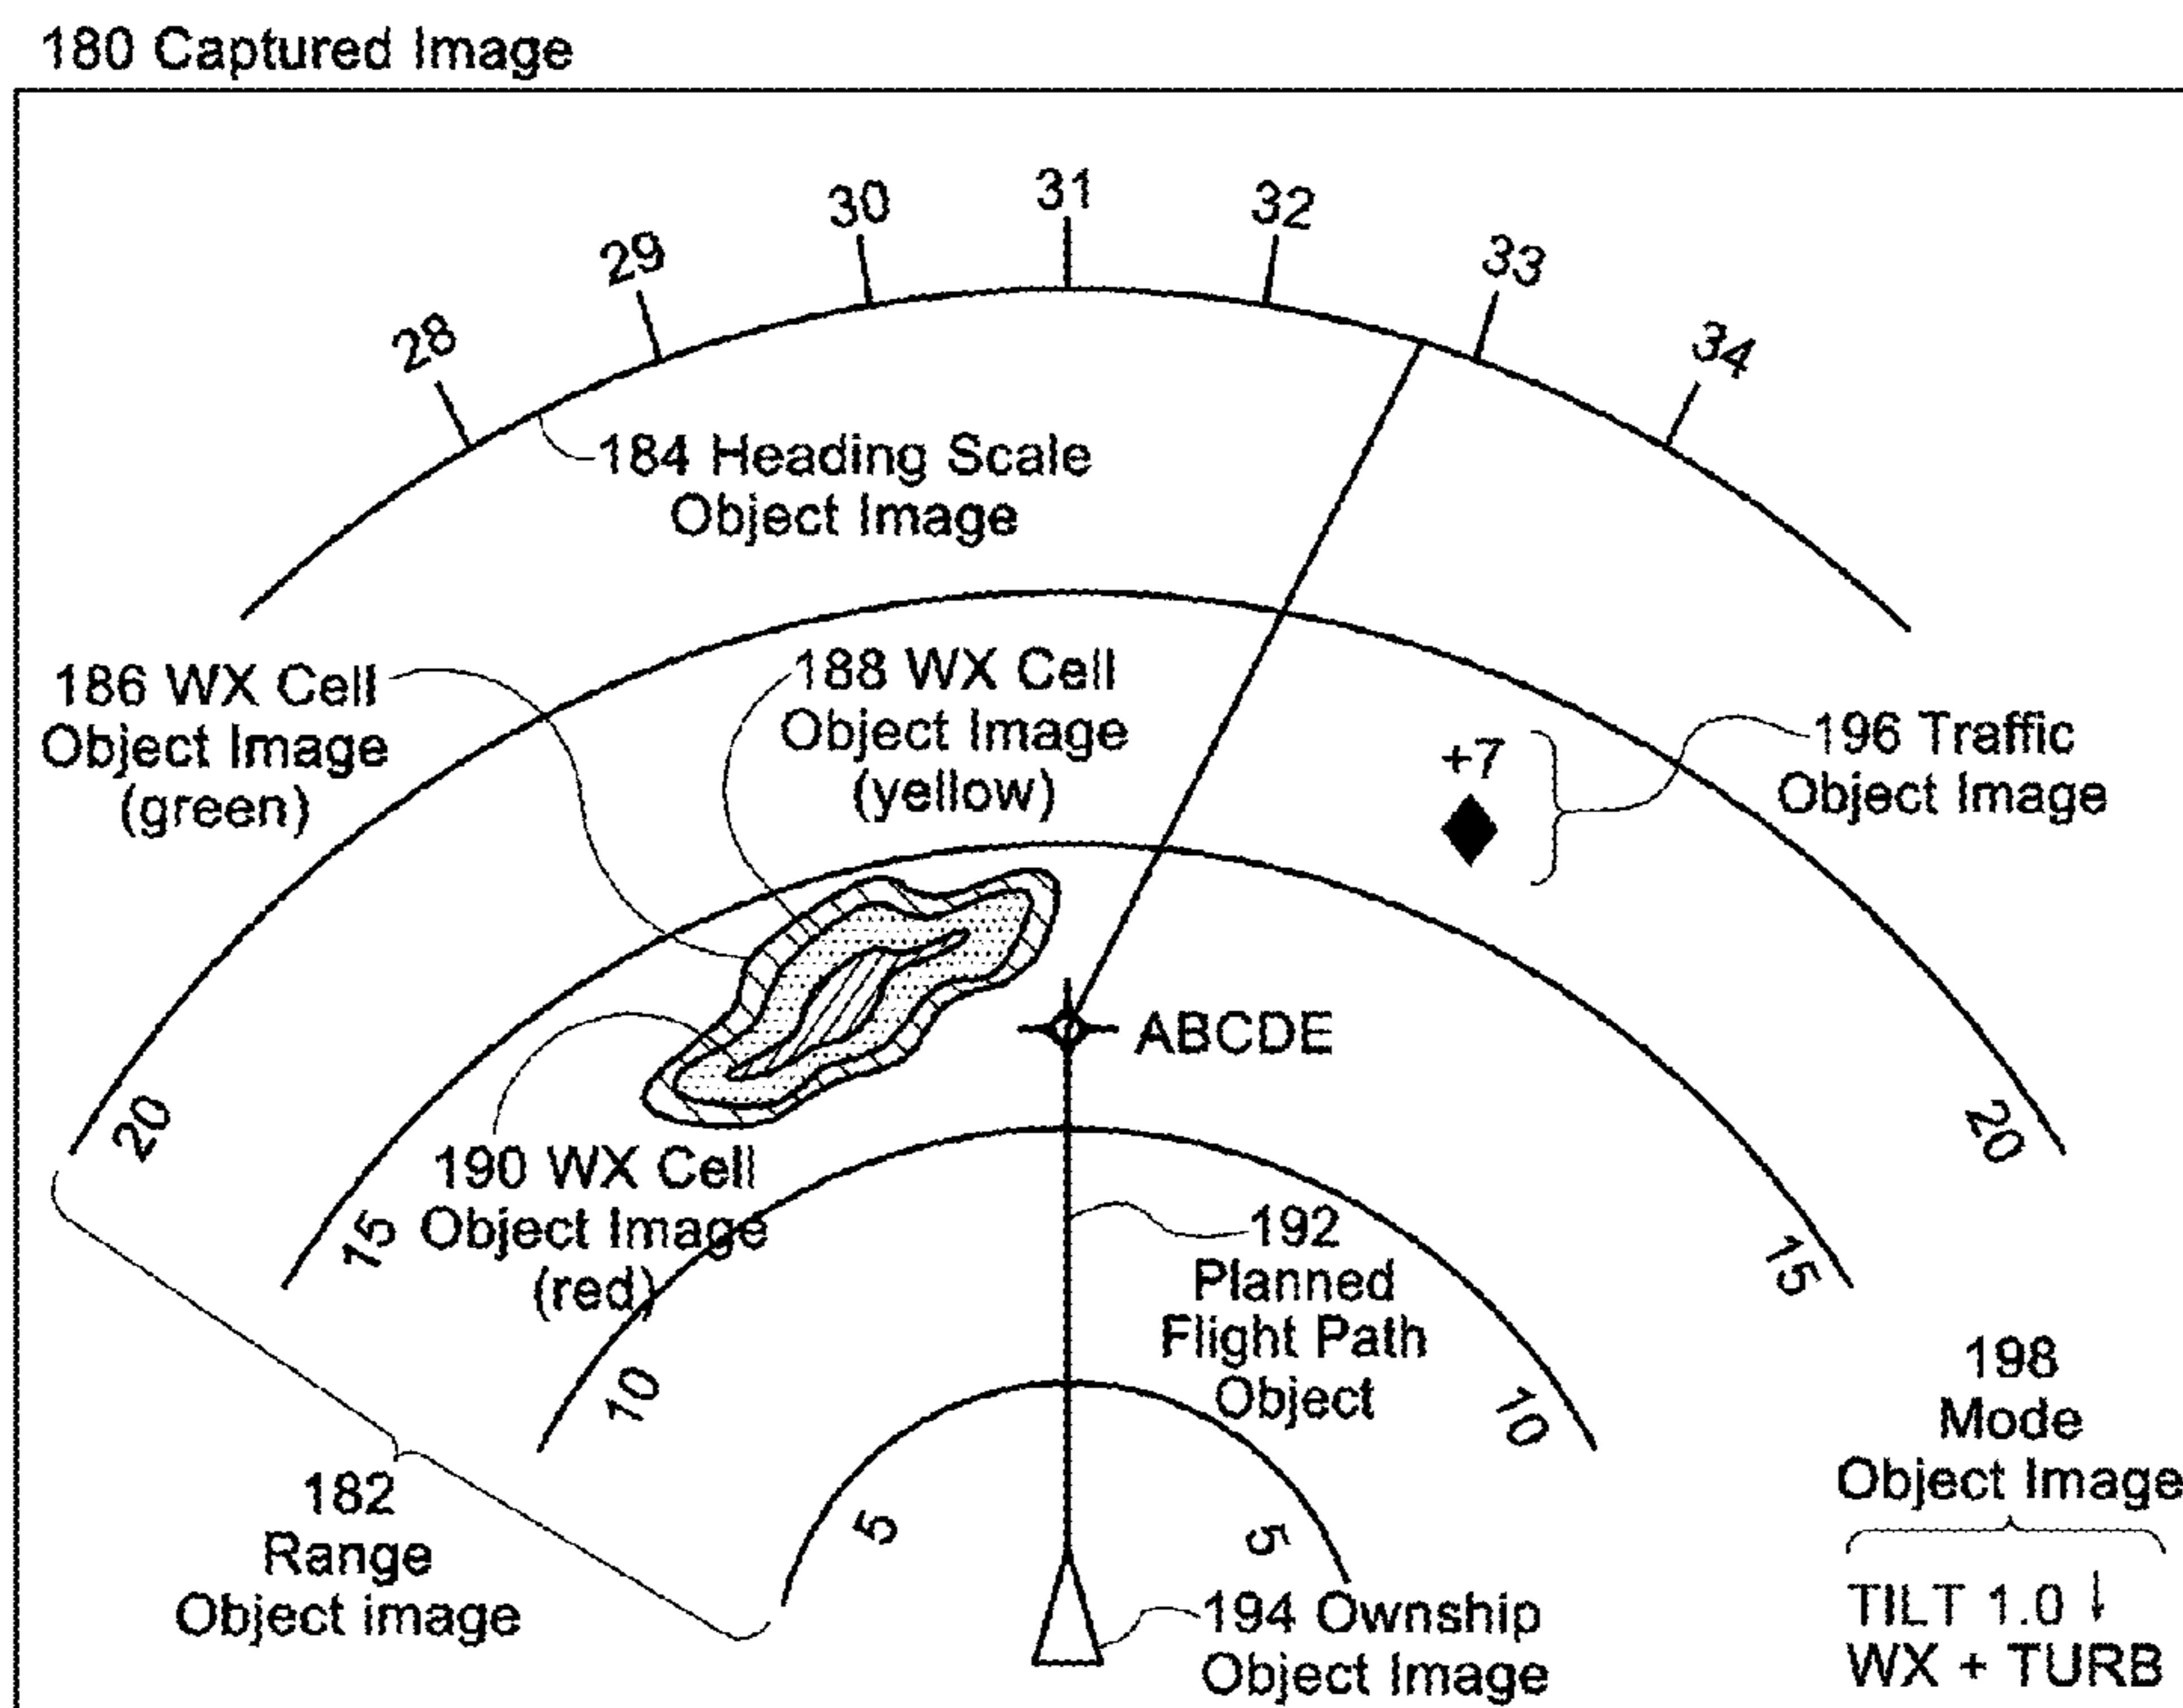 180 Captured Image
31
30
32
29
33
28
34
184 Heading Scale
Object Image
186 WX Cell
Object Image
(green)
188 WX Cell
Object Image
(yellow)
+7
196 Traffic
Object Image
ABCDE
20
20
190 WX Cell
Object Image
(red)
15
15
192
Planned
Flight Path
Object
10
10
198
Mode
Object Image
182
Range
Object image
5
5
TILT 1.0 ↓
WX + TURB
194 Ownship
Object Image